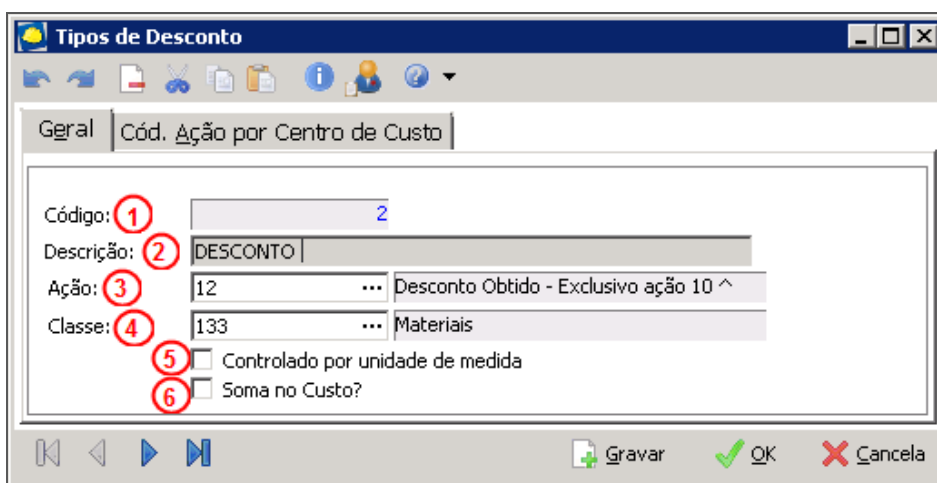 Tipos de Desconto
Geral Cód. Ação por Centro de Custo
Código: 1 2
Descrição: 2 DESCONTO
Ação: 3 12 ... Desconto Obtido - Exclusivo ação 10 ^
Classe: 4 133 ... Materiais
5 Controlado por unidade de medida
6 Soma no Custo?
Gravar OK Cancela